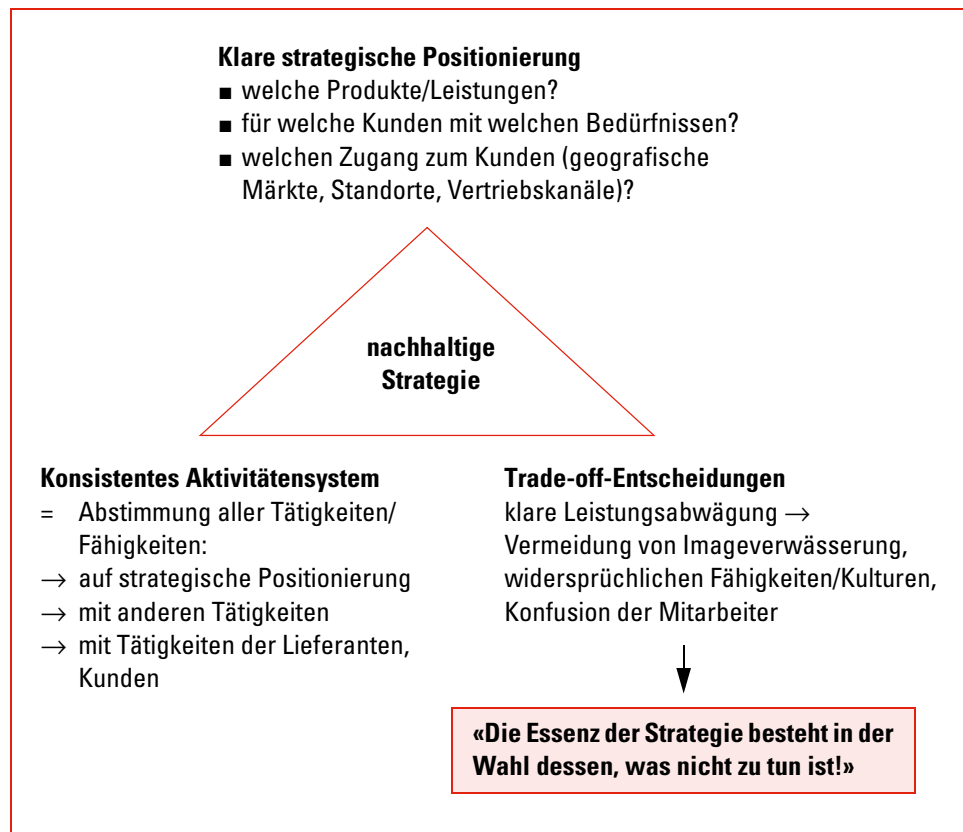 Klare strategische Positionierung
■ welche Produkte/Leistungen?
■ für welche Kunden mit welchen Bedürfnissen?
■ welchen Zugang zum Kunden (geografische
Märkte, Standorte, Vertriebskanäle)?
nachhaltige
Strategie
Konsistentes Aktivitätensystem
= Abstimmung aller Tätigkeiten/
Fähigkeiten:
→ auf strategische Positionierung
→ mit anderen Tätigkeiten
→ mit Tätigkeiten der Lieferanten,
Kunden
Trade-off-Entscheidungen
klare Leistungsabwägung →
Vermeidung von Imageverwässerung,
widersprüchlichen Fähigkeiten/Kulturen,
Konfusion der Mitarbeiter
«Die Essenz der Strategie besteht in der
Wahl dessen, was nicht zu tun ist!»